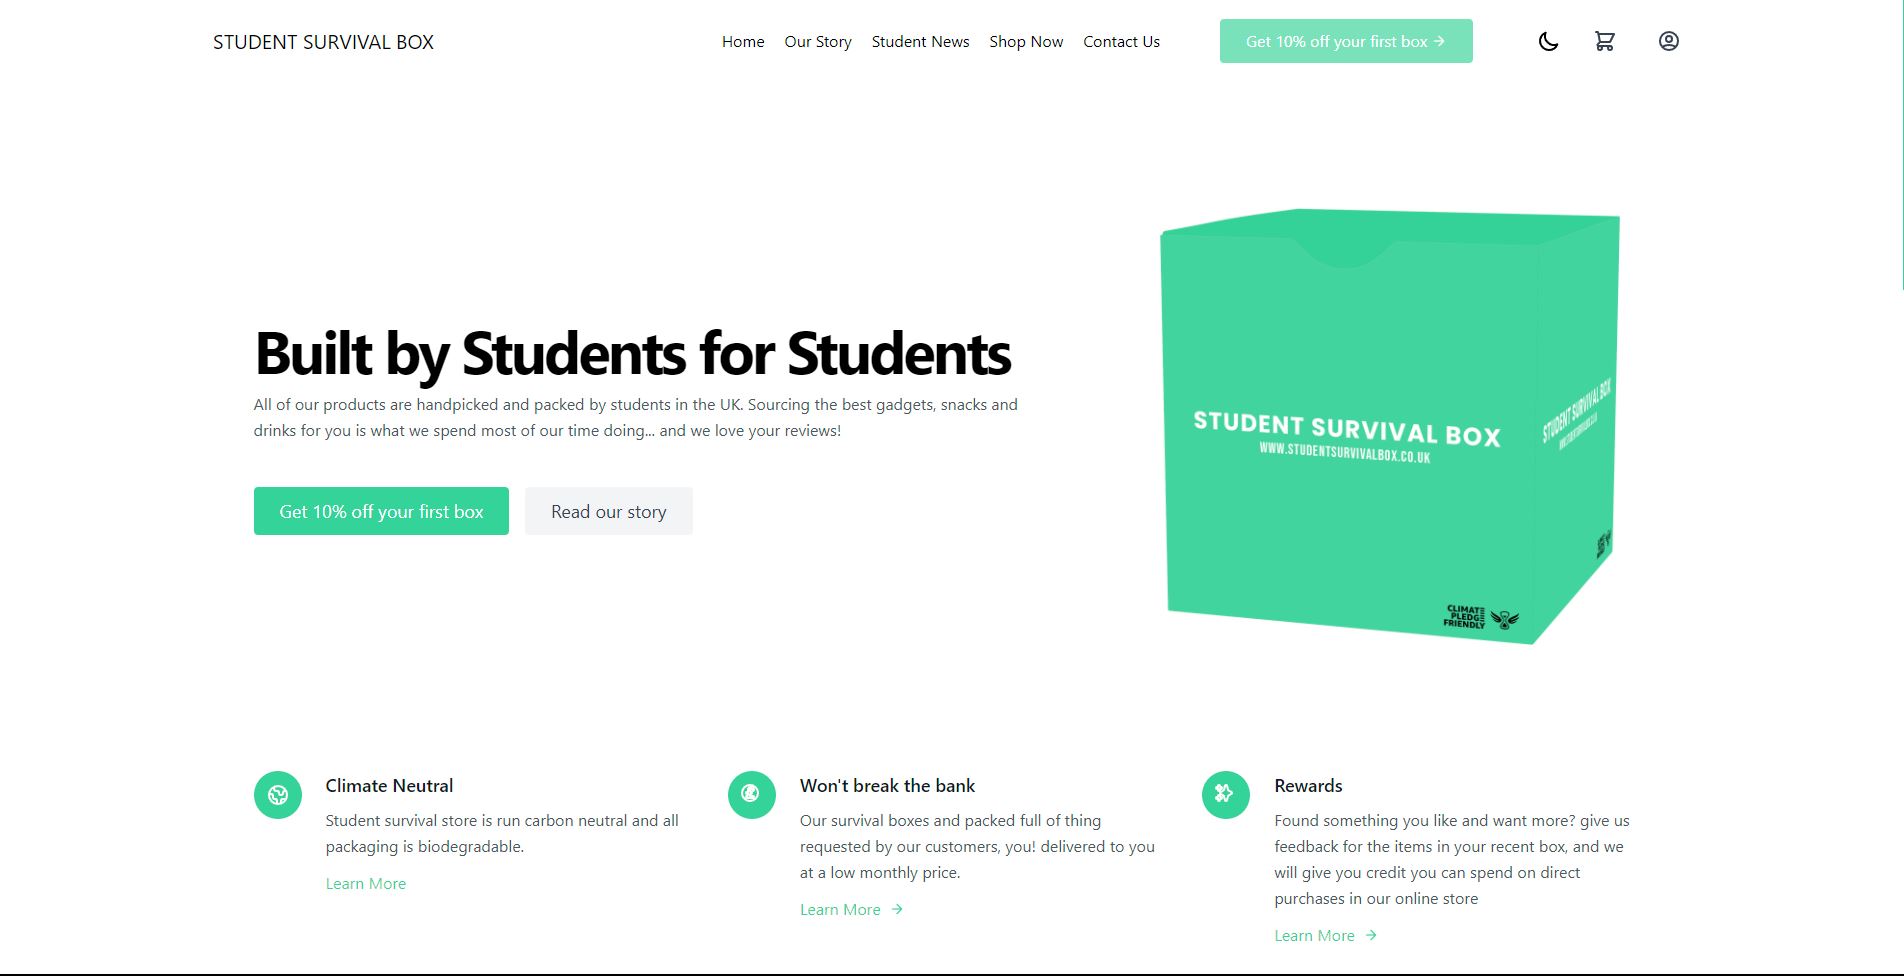 STUDENT SURVIVAL BOX
Home Our Story Student News Shop Now Contact Us
Get 10% off your first box →
Built by Students for Students
All of our products are handpicked and packed by students in the UK. Sourcing the best gadgets, snacks and
drinks for you is what we spend most of our time doing... and we love your reviews!
Get 10% off your first box
Read our story
STUDENT SURVIVAL BOX
WWW.STUDENTSURVIVALBOX.CO.UK
STUDENT SURVIVAL BOX
WWW.STUDENTSURVIVALBOX.CO.UK
CLIMATE
PLEDGE
FRIENDLY
Climate Neutral
Student survival store is run carbon neutral and all
packaging is biodegradable.
Learn More
Won't break the bank
Our survival boxes and packed full of thing
requested by our customers, you! delivered to you
at a low monthly price.
Learn More →
Rewards
Found something you like and want more? give us
feedback for the items in your recent box, and we
will give you credit you can spend on direct
purchases in our online store
Learn More →